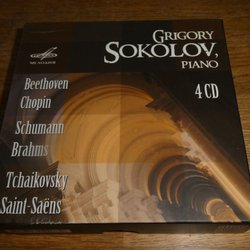 GRIGORY
SOKOLOV,
PIANO
4 CD
Beethoven
Chopin
Schumann
Brahms
Tchaikovsky
Saint-Saëns